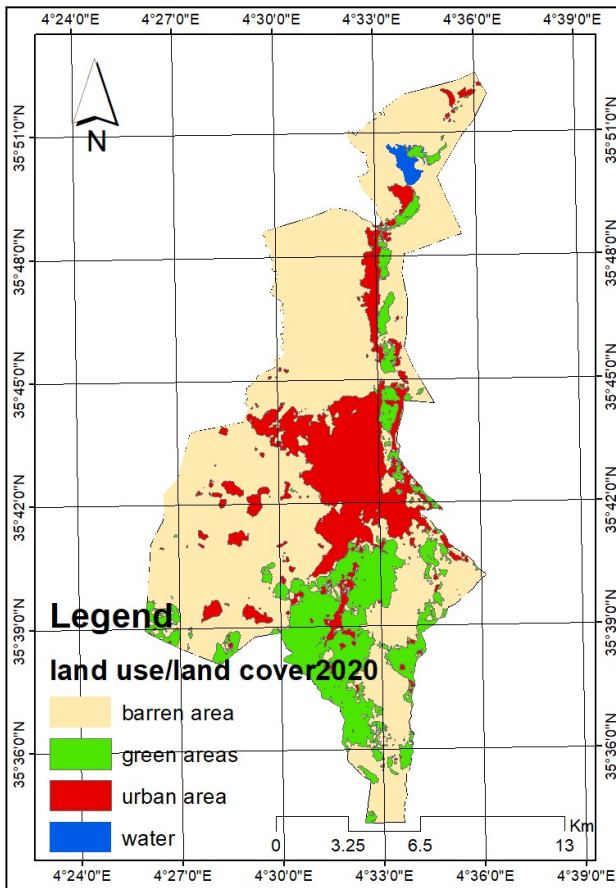 4°24'0"E 4°27'0"E 4°30'0"E 4°33'0"E 4°36'0"E 4°39'0"E
N
35°51'0"N 35°51'0"N
35°48'0"N 35°48'0"N
35°45'0"N 35°45'0"N
35°42'0"N 35°42'0"N
35°39'0"N 35°39'0"N
35°36'0"N 35°36'0"N
Legend
land use/land cover2020
barren area
green areas
urban area
water
Km
0 3.25 6.5 13
4°24'0"E 4°27'0"E 4°30'0"E 4°33'0"E 4°36'0"E 4°39'0"E